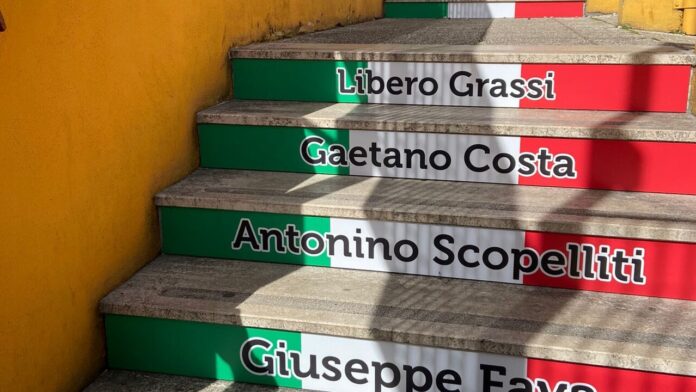 Libero Grassi
Gaetano Costa
Antonino Scopelliti
Giuseppe Fava